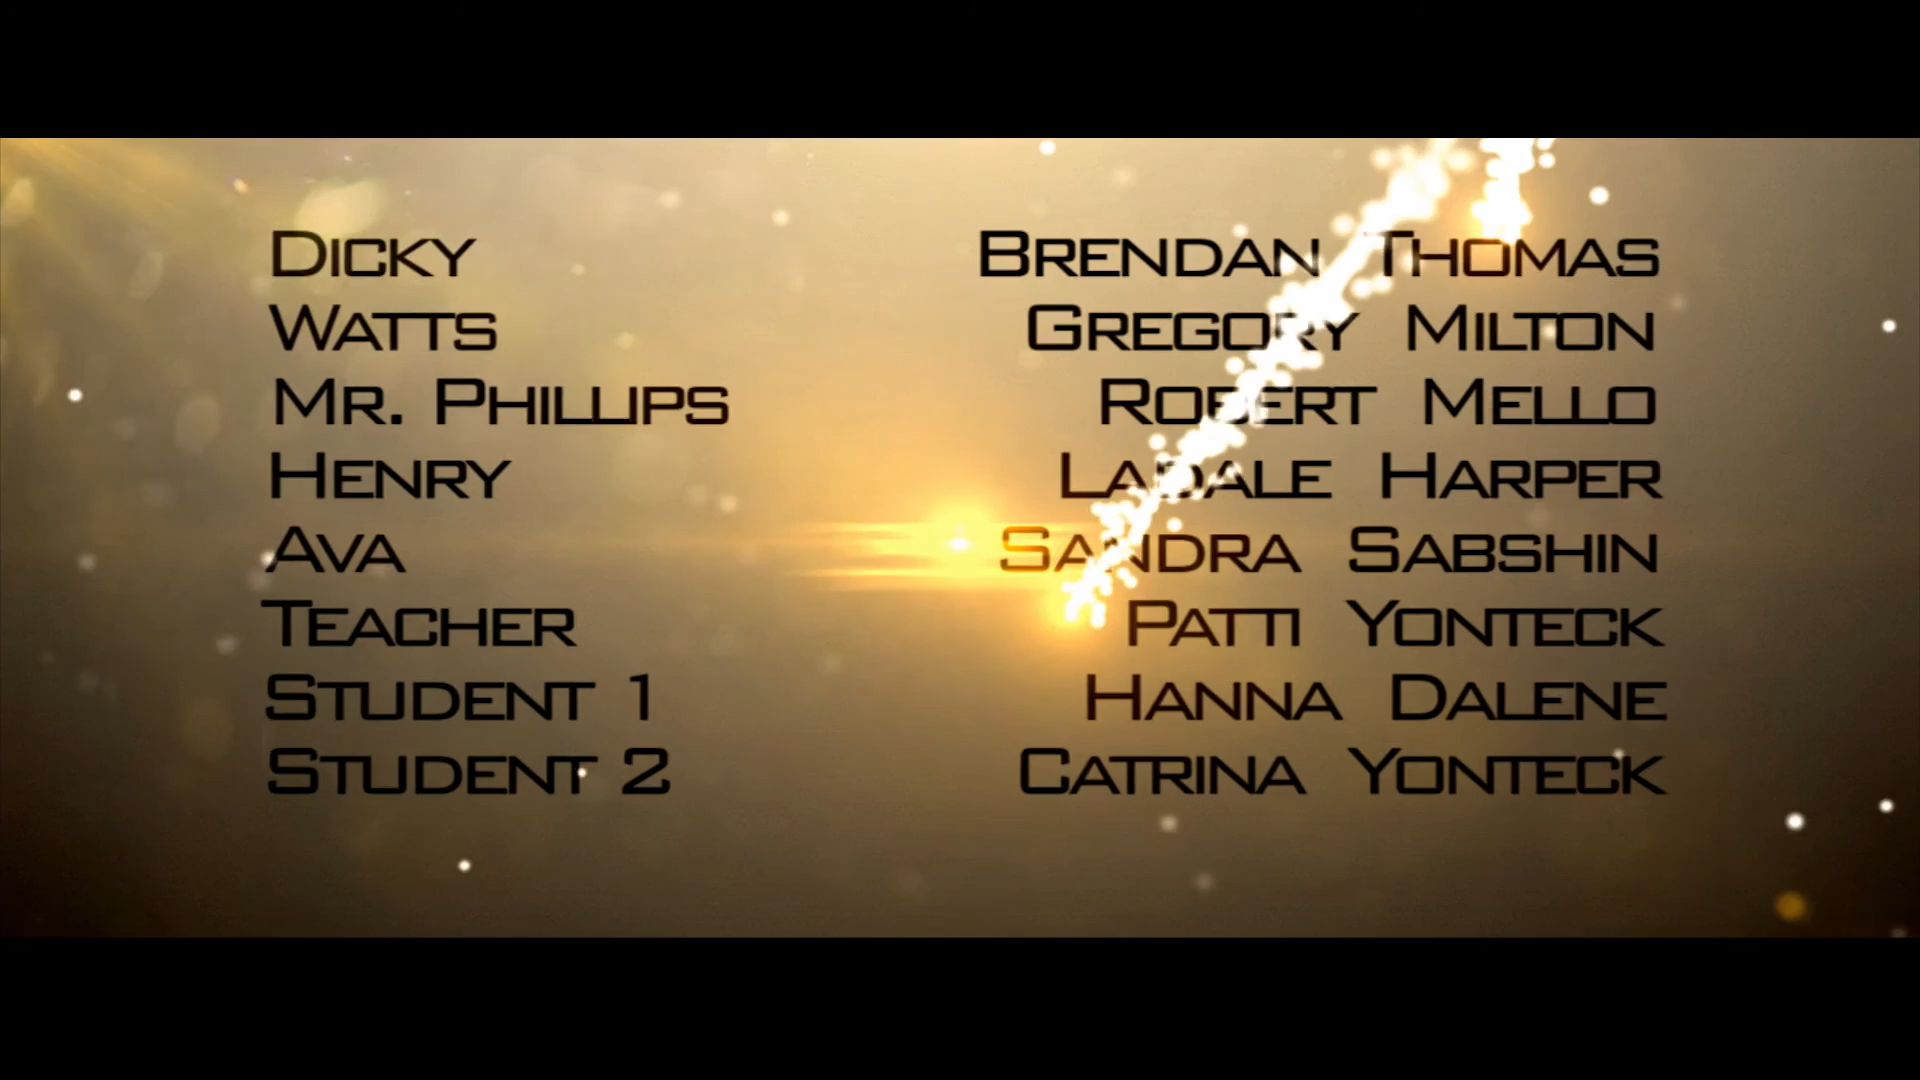 Dicky Brendan Thomas
Watts Gregory Milton
Mr. Phillips Robert Mello
Henry Ladale Harper
Ava Sandra Sabshin
Teacher Patti Yonteck
Student 1 Hanna Dalene
Student 2 Catrina Yonteck